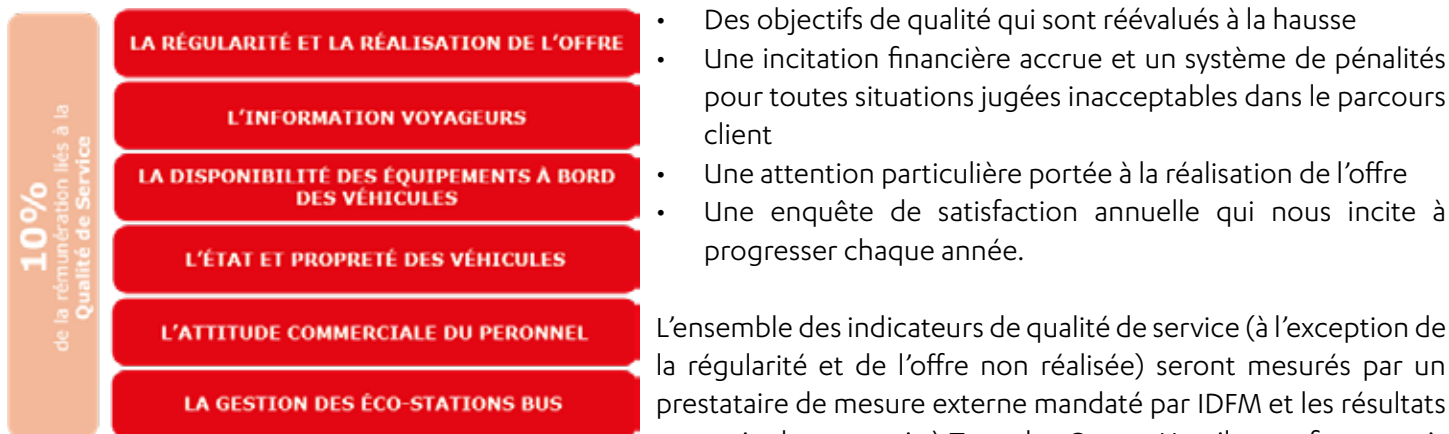 10%
de la rémunération liés à la
Qualité de Service
LA RÉGULARITÉ ET LA RÉALISATION DE L'OFFRE
L'INFORMATION VOYAGEURS
LA DISPONIBILITÉ DES ÉQUIPEMENTS À BORD
DES VÉHICULES
L'ÉTAT ET PROPRETÉ DES VÉHICULES
L'ATTITUDE COMMERCIALE DU PERONNEL
LA GESTION DES ÉCO-STATIONS BUS
• Des objectifs de qualité qui sont réévalués à la hausse
• Une incitation financière accrue et un système de pénalités
pour toutes situations jugées inacceptables dans le parcours
client
• Une attention particulière portée à la réalisation de l'offre
• Une enquête de satisfaction annuelle qui nous incite à
progresser chaque année.
L'ensemble des indicateurs de qualité de service (à l'exception de
la régularité et de l'offre non réalisée) seront mesurés par un
prestataire de mesure externe mandaté par IDFM et les résultats